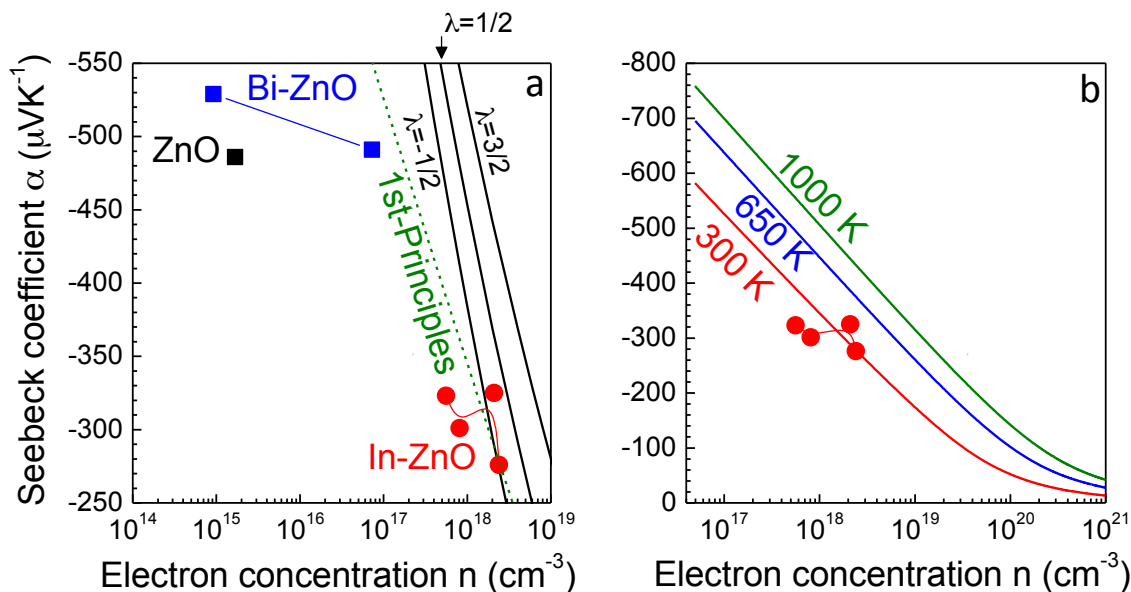 λ=1/2
-550
-500
-450
-400
-350
-300
-250
Seebeck coefficient α (μVK⁻¹)
a
Bi-ZnO
ZnO
λ=-1/2
λ=3/2
1st-Principles
In-ZnO
10¹⁴ 10¹⁵ 10¹⁶ 10¹⁷ 10¹⁸ 10¹⁹
Electron concentration n (cm⁻³)
-800
-700
-600
-500
-400
-300
-200
-100
0
b
1000 K
650 K
300 K
10¹⁷ 10¹⁸ 10¹⁹ 10²⁰ 10²¹
Electron concentration n (cm⁻³)